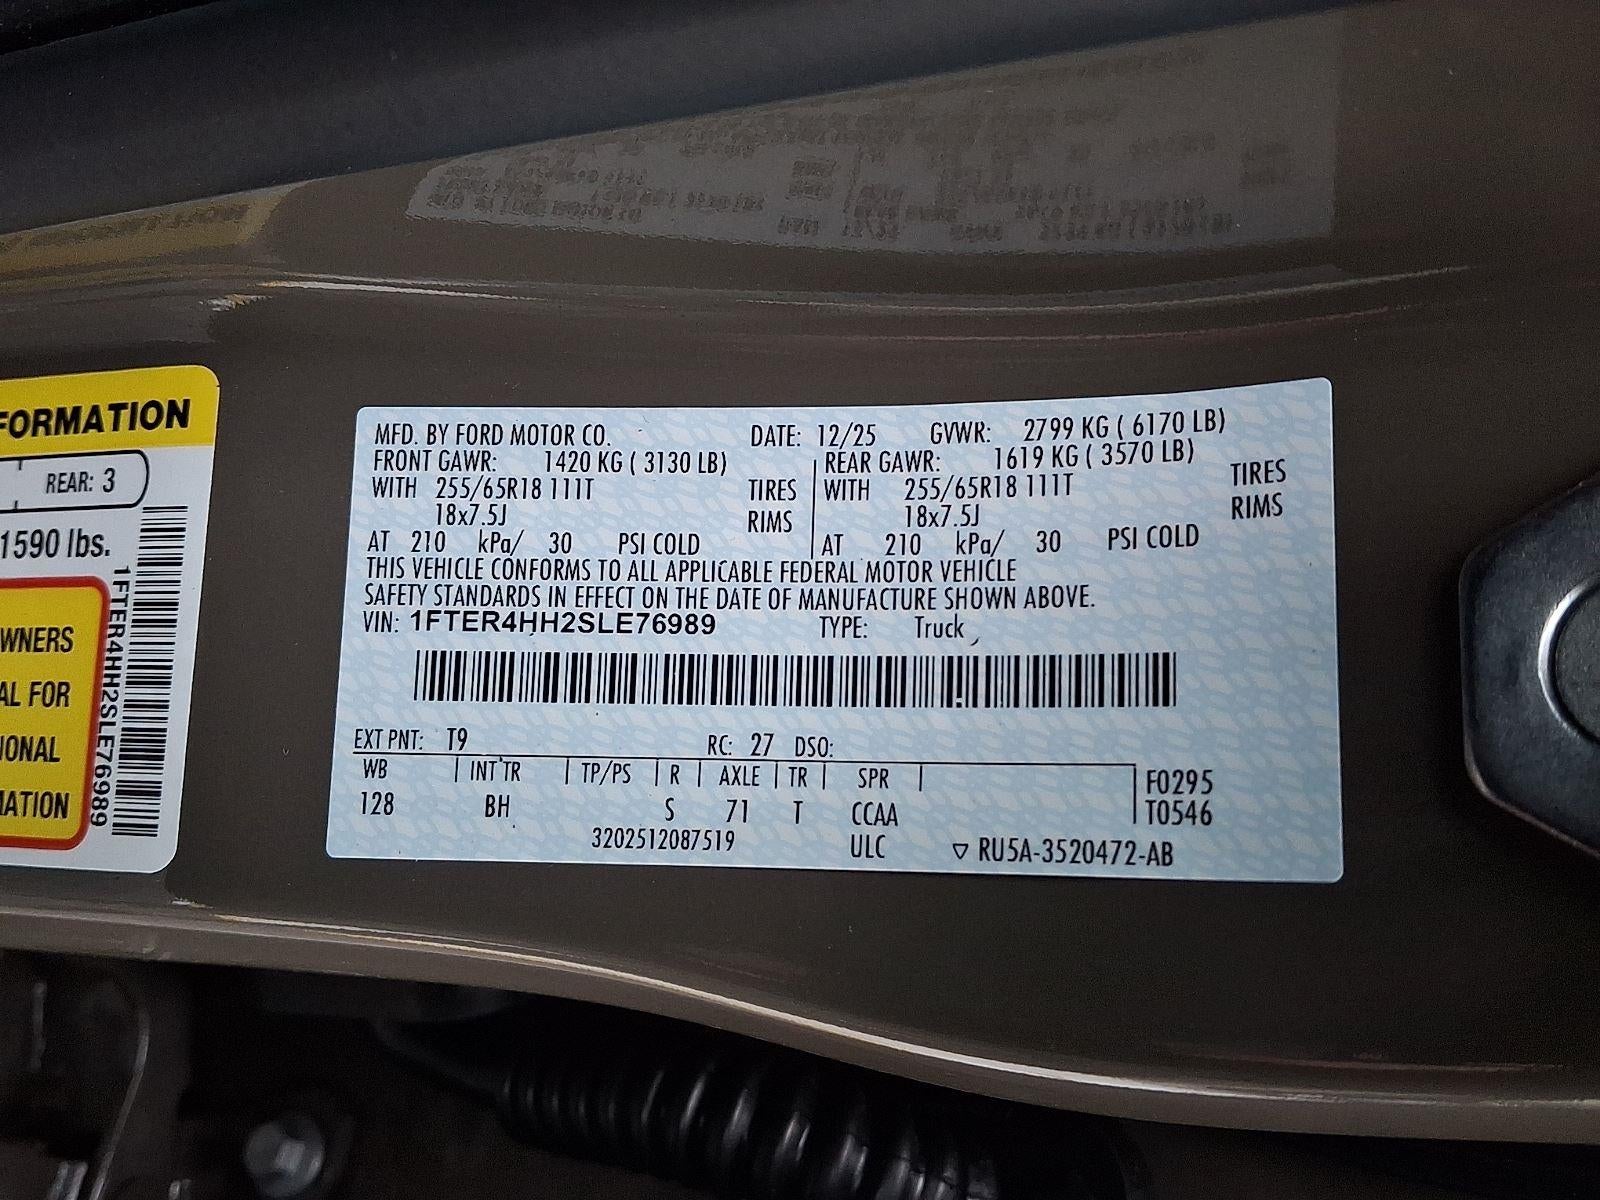 FORMATION
REAR: 3
1590 lbs.
WNERS
AL FOR
IONAL
MATION
1FTER4HH2SLE76989
MFD. BY FORD MOTOR CO. DATE: 12/25 GVWR: 2799 KG ( 6170 LB)
FRONT GAWR: 1420 KG ( 3130 LB) REAR GAWR: 1619 KG ( 3570 LB)
WITH 255/65R18 111T TIRES WITH 255/65R18 111T TIRES
18x7.5J RIMS 18x7.5J RIMS
AT 210 kPa/ 30 PSI COLD AT 210 kPa/ 30 PSI COLD
THIS VEHICLE CONFORMS TO ALL APPLICABLE FEDERAL MOTOR VEHICLE
SAFETY STANDARDS IN EFFECT ON THE DATE OF MANUFACTURE SHOWN ABOVE.
VIN: 1FTER4HH2SLE76989 TYPE: Truck
EXT PNT: T9 RC: 27 DSO:
WB INT TR TP/PS R AXLE TR SPR F0295
128 BH S 71 T CCAA T0546
3202512087519 ULC ▽ RU5A-3520472-AB